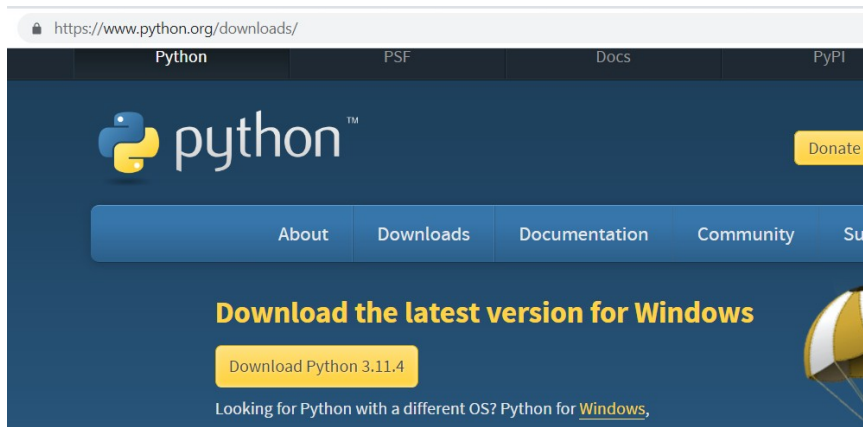 https://www.python.org/downloads/
Python PSF Docs PyPI
python™
Donate
About Downloads Documentation Community Su
Download the latest version for Windows
Download Python 3.11.4
Looking for Python with a different OS? Python for Windows,